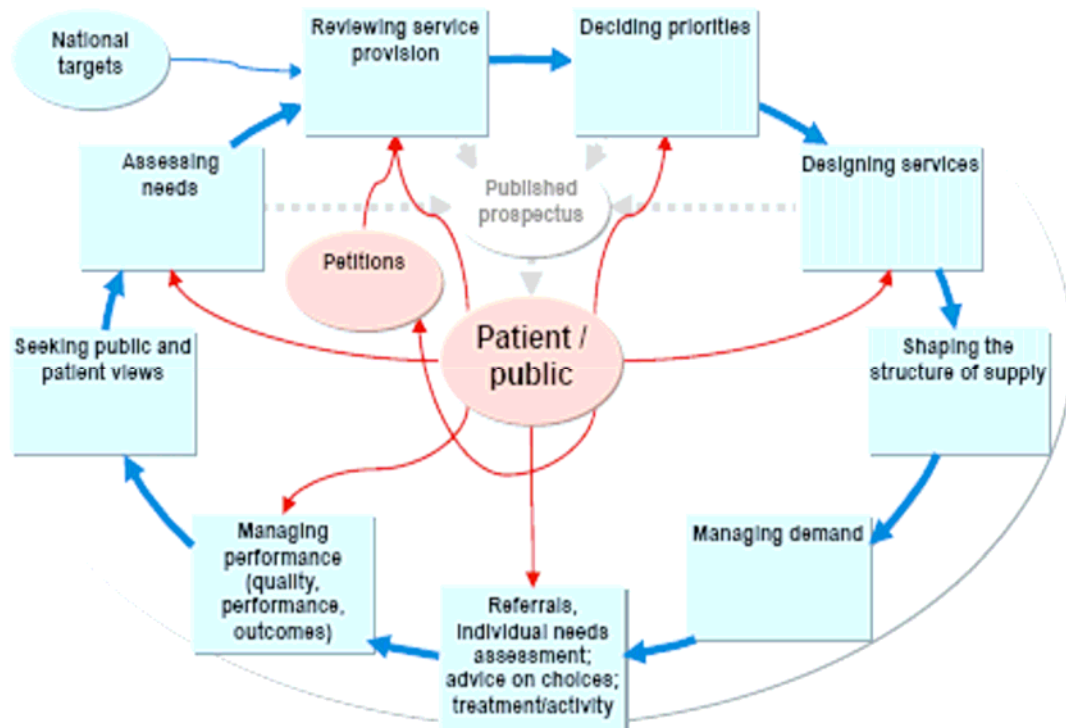 National
targets
Reviewing service
provision
Deciding priorities
Assessing
needs
Published
prospectus
Designing services
Petitions
Patient /
public
Seeking public and
patient views
Shaping the
structure of supply
Managing
performance
(quality,
performance,
outcomes)
Managing demand
Referrals,
individual needs
assessment;
advice on choices;
treatment/activity